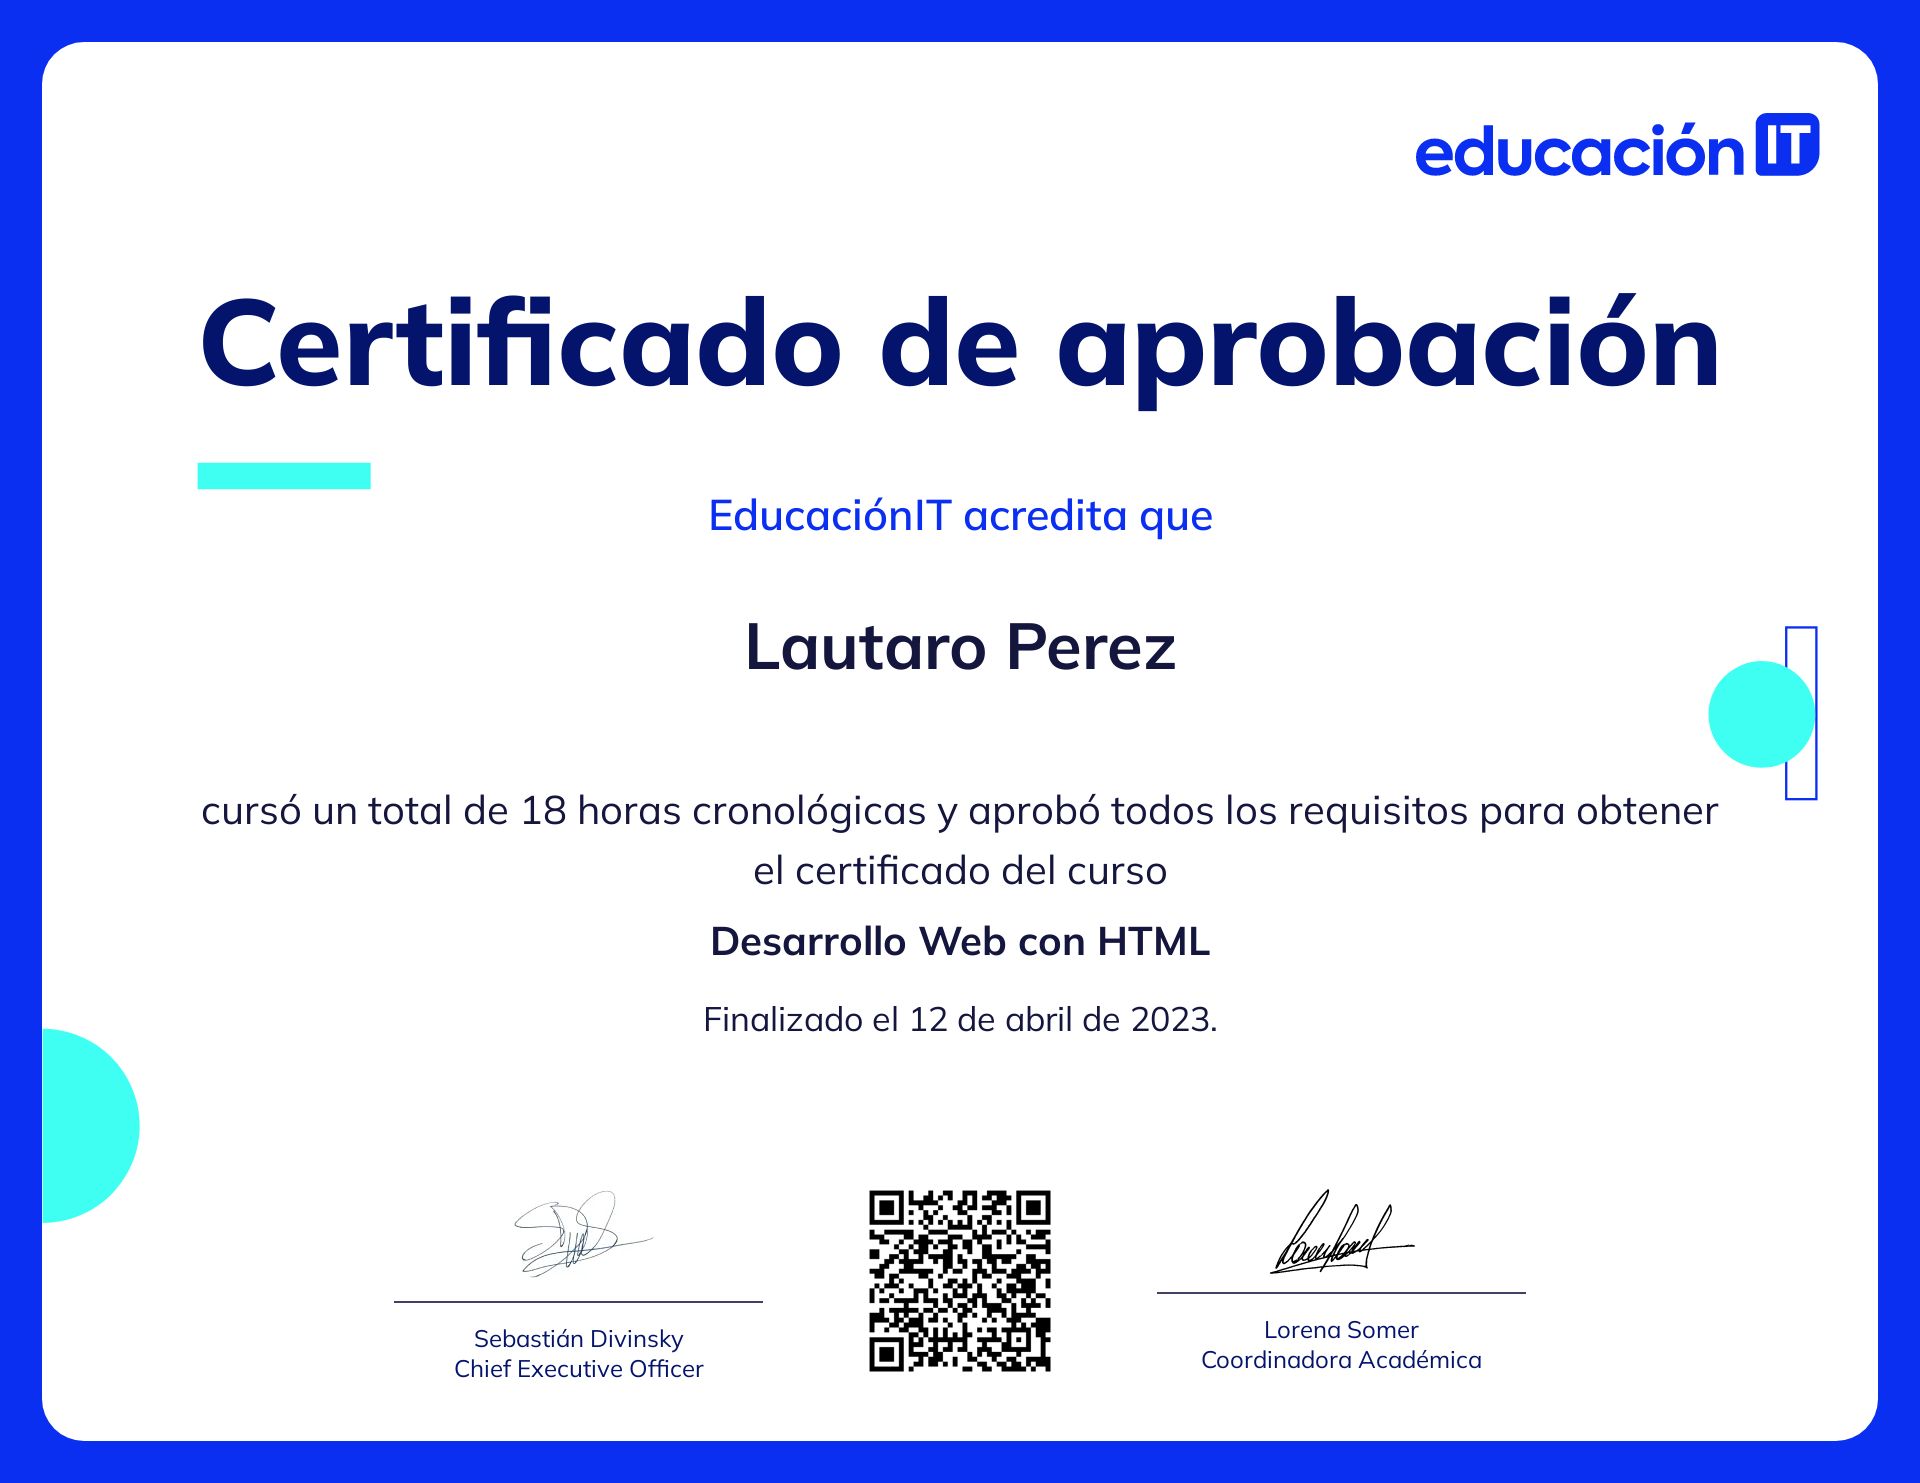 educación IT
Certificado de aprobación
EducaciónIT acredita que
Lautaro Perez
cursó un total de 18 horas cronológicas y aprobó todos los requisitos para obtener
el certificado del curso
Desarrollo Web con HTML
Finalizado el 12 de abril de 2023.
Sebastián Divinsky
Chief Executive Officer
Lorena Somer
Coordinadora Académica